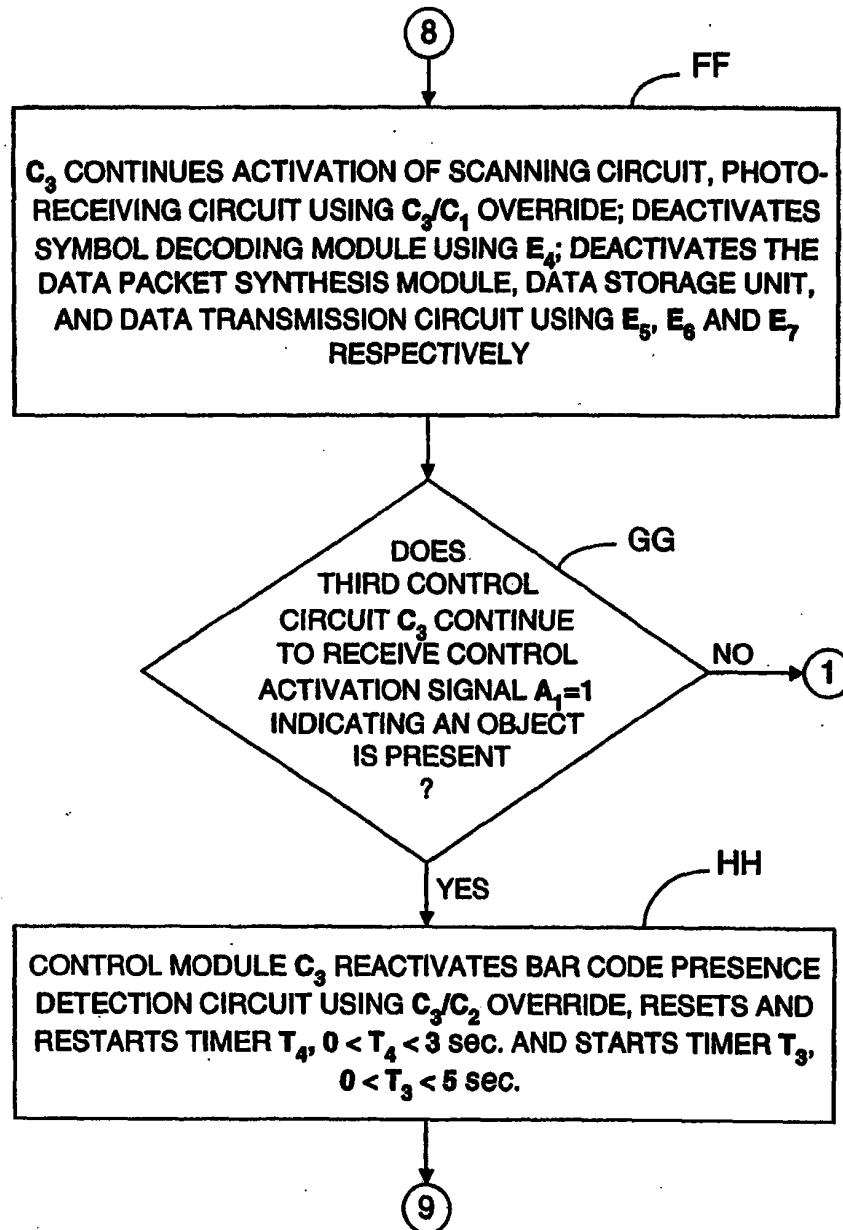 8
FF
C₃ CONTINUES ACTIVATION OF SCANNING CIRCUIT, PHOTO-
RECEIVING CIRCUIT USING C₃/C₁ OVERRIDE; DEACTIVATES
SYMBOL DECODING MODULE USING E₄; DEACTIVATES THE
DATA PACKET SYNTHESIS MODULE, DATA STORAGE UNIT,
AND DATA TRANSMISSION CIRCUIT USING E₅, E₆ AND E₇
RESPECTIVELY
GG
DOES
THIRD CONTROL
CIRCUIT C₃ CONTINUE
TO RECEIVE CONTROL
ACTIVATION SIGNAL A₁=1
INDICATING AN OBJECT
IS PRESENT
?
NO
1
YES
HH
CONTROL MODULE C₃ REACTIVATES BAR CODE PRESENCE
DETECTION CIRCUIT USING C₃/C₂ OVERRIDE, RESETS AND
RESTARTS TIMER T₄, 0 < T₄ < 3 sec. AND STARTS TIMER T₃,
0 < T₃ < 5 sec.
9